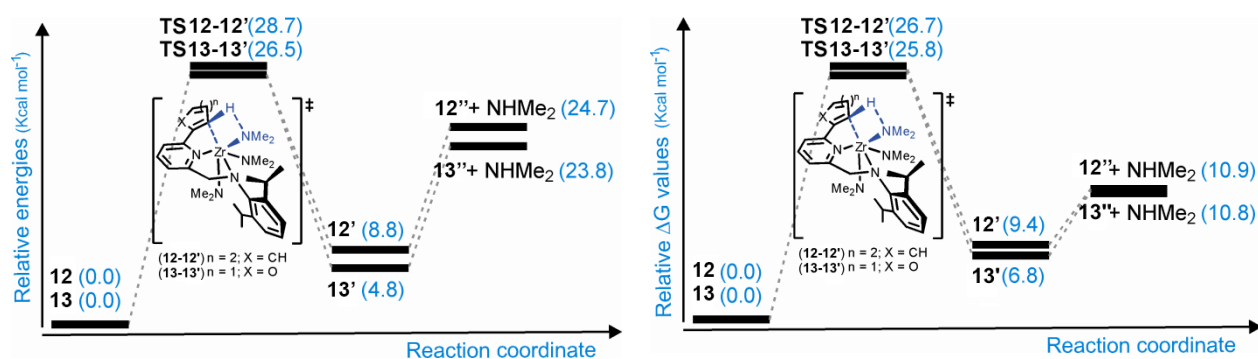 Relative energies (Kcal mol⁻¹)
TS12-12' (28.7)
TS13-13' (26.5)
‡
( )n
H
X
NMe₂
N
Zr
NMe₂
N
Me₂N
(12-12') n = 2; X = CH
(13-13') n = 1; X = O
12 (0.0)
13 (0.0)
12' (8.8)
13' (4.8)
12''+ NHMe₂ (24.7)
13''+ NHMe₂ (23.8)
Reaction coordinate
Relative ΔG values (Kcal mol⁻¹)
TS12-12' (26.7)
TS13-13' (25.8)
‡
( )n
H
X
NMe₂
N
Zr
NMe₂
N
Me₂N
(12-12') n = 2; X = CH
(13-13') n = 1; X = O
12 (0.0)
13 (0.0)
12' (9.4)
13' (6.8)
12''+ NHMe₂ (10.9)
13''+ NHMe₂ (10.8)
Reaction coordinate